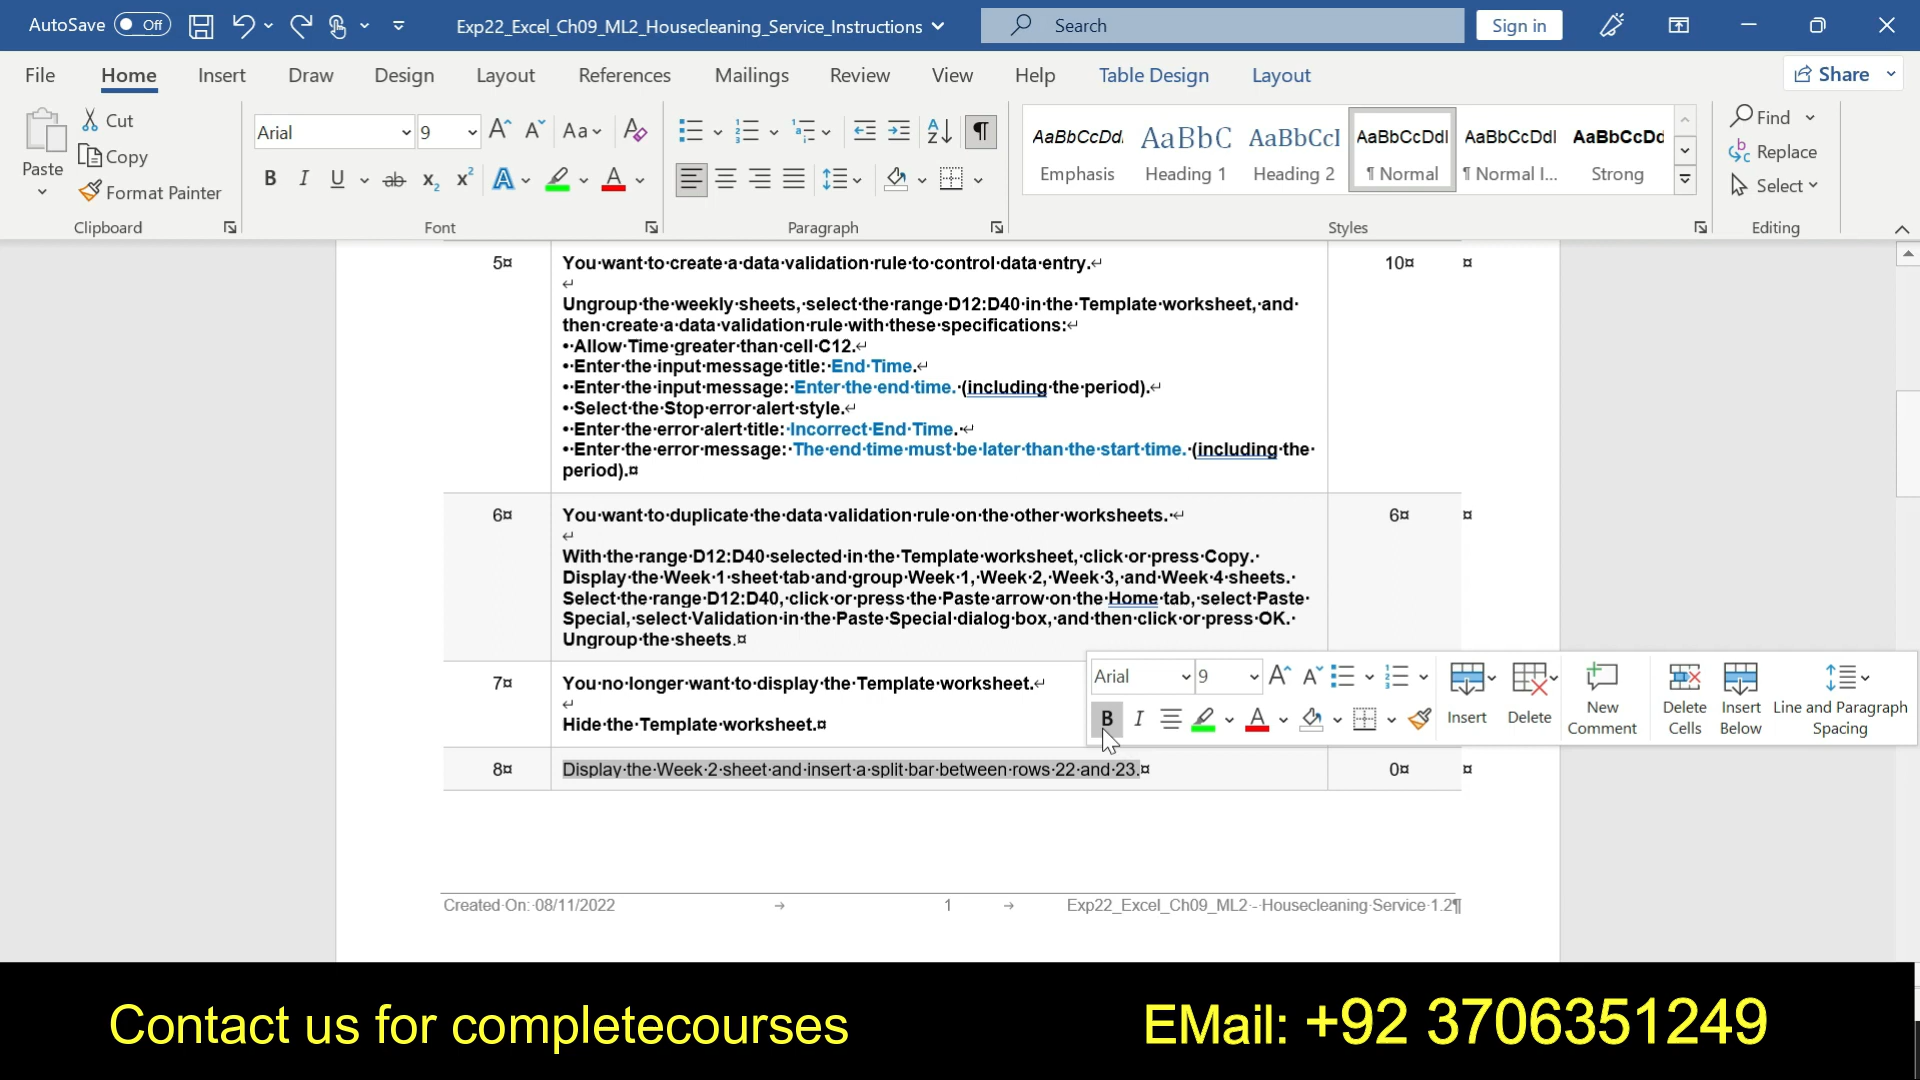 AutoSave Off Exp22_Excel_Ch09_ML2_Housecleaning_Service_Instructions Search Sign in
File Home Insert Draw Design Layout References Mailings Review View Help Table Design Layout Share
Paste Cut Copy Format Painter
Clipboard
Arial 9 Aa
B I U ab x₂ x² A A
Font
Paragraph
AaBbCcDd Emphasis
AaBbC Heading 1
AaBbCcI Heading 2
AaBbCcDdI ¶ Normal
AaBbCcDdI ¶ Normal I...
AaBbCcDd Strong
Styles
Find
Replace
Select
Editing
5¤ You·want·to·create·a·data·validation·rule·to·control·data·entry.↵ 10¤ ¤
↵
Ungroup·the·weekly·sheets,·select·the·range·D12:D40·in·the·Template·worksheet,·and·
then·create·a·data·validation·rule·with·these·specifications:↵
•·Allow·Time·greater·than·cell·C12.↵
•·Enter·the·input·message·title:·End·Time.↵
•·Enter·the·input·message:·Enter·the·end·time.·(including·the·period).↵
•·Select·the·Stop·error·alert·style.↵
•·Enter·the·error·alert·title:·Incorrect·End·Time.·↵
•·Enter·the·error·message:·The·end·time·must·be·later·than·the·start·time.·(including·the·
period).¤
6¤ You·want·to·duplicate·the·data·validation·rule·on·the·other·worksheets.·↵ 6¤ ¤
↵
With·the·range·D12:D40·selected·in·the·Template·worksheet,·click·or·press·Copy.·
Display·the·Week·1·sheet·tab·and·group·Week·1,·Week·2,·Week·3,·and·Week·4·sheets.·
Select·the·range·D12:D40,·click·or·press·the·Paste·arrow·on·the·Home·tab,·select·Paste·
Special,·select·Validation·in·the·Paste·Special·dialog·box,·and·then·click·or·press·OK.·
Ungroup·the·sheets.¤
7¤ You·no·longer·want·to·display·the·Template·worksheet.↵
↵
Hide·the·Template·worksheet.¤
Arial 9
B I A
Insert
Delete
New Comment
Delete Cells
Insert Below
Line and Paragraph Spacing
8¤ Display·the·Week·2·sheet·and·insert·a·split·bar·between·rows·22·and·23.¤ 0¤ ¤
Created·On:·08/11/2022 → 1 → Exp22_Excel_Ch09_ML2·-·Housecleaning·Service·1.2¶
Contact us for completecourses EMail: +92 3706351249